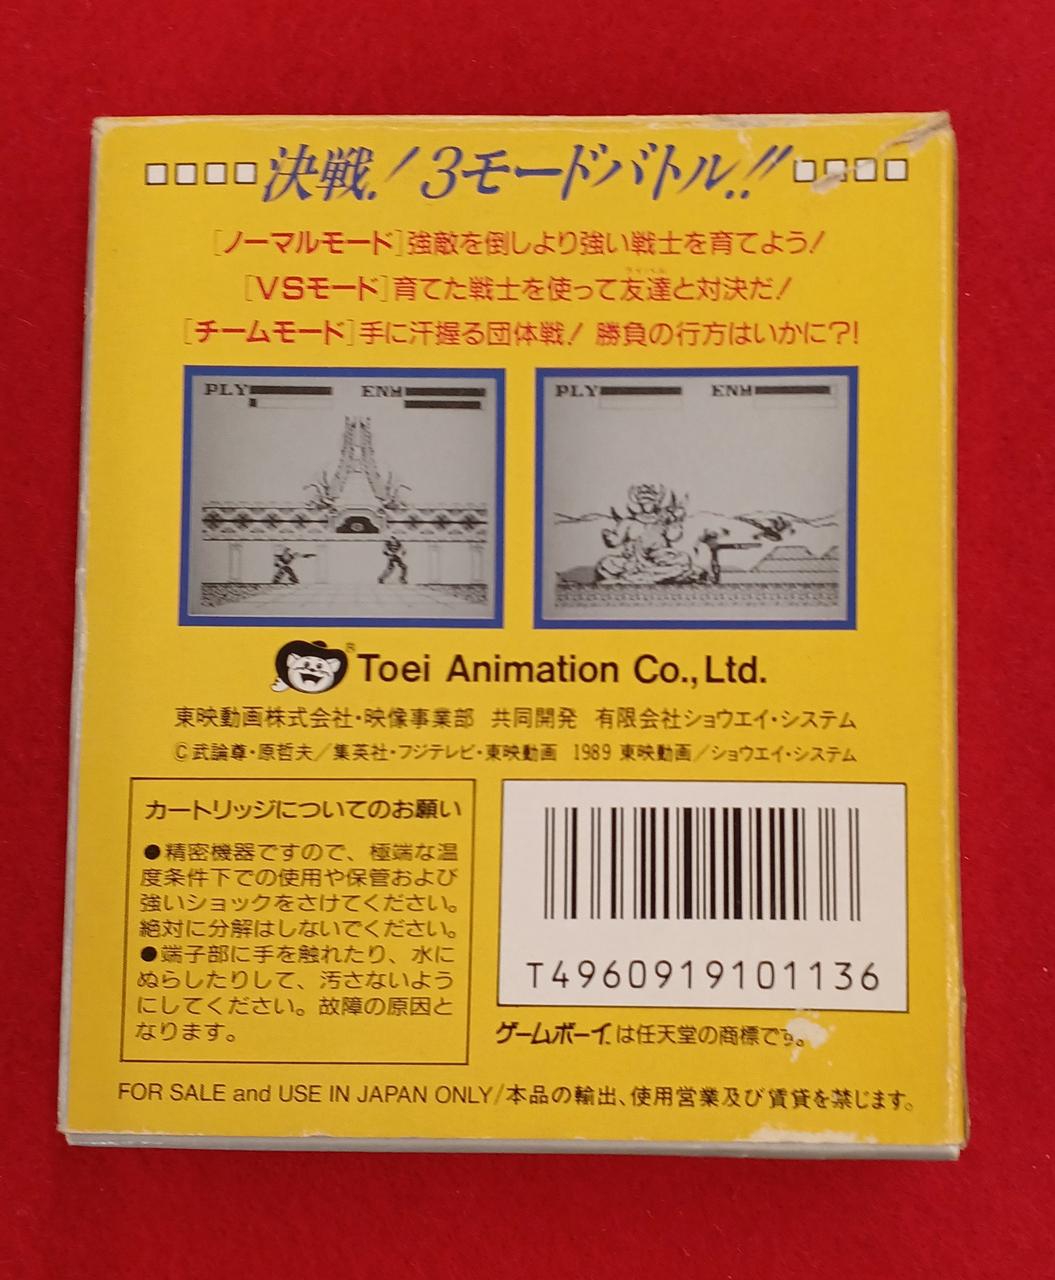 決戦!3モードバトル!!
[ノーマルモード]強敵を倒しより強い戦士を育てよう!
[VSモード]育てた戦士を使って友達と対決だ!
[チームモード]手に汗握る団体戦! 勝負の行方はいかに?!
PLY ENM
PLY ENM
® Toei Animation Co., Ltd.
東映動画株式会社・映像事業部 共同開発 有限会社ショウエイ・システム
©武論尊・原哲夫/集英社・フジテレビ・東映動画 1989 東映動画/ショウエイ・システム
カートリッジについてのお願い
●精密機器ですので、極端な温
度条件下での使用や保管および
強いショックをさけてください。
絶対に分解はしないでください。
●端子部に手を触れたり、水に
ぬらしたりして、汚さないよう
にしてください。故障の原因と
なります。
T4960919101136
ゲームボーイは任天堂の商標です。
FOR SALE and USE IN JAPAN ONLY/本品の輸出、使用営業及び賃貸を禁じます。